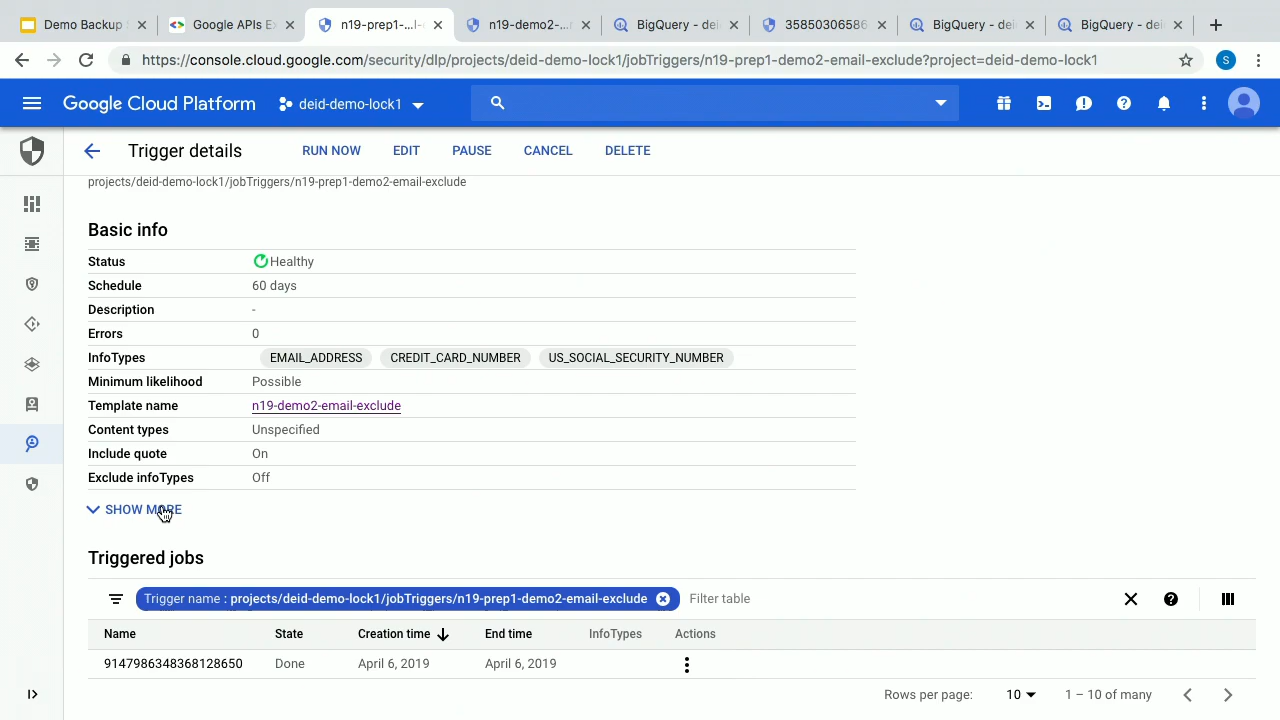 Demo Backup
Google APIs Ex
n19-prep1-...l-
n19-demo2-...
BigQuery - dei
35850306586
BigQuery - dei
BigQuery - dei
https://console.cloud.google.com/security/dlp/projects/deid-demo-lock1/jobTriggers/n19-prep1-demo2-email-exclude?project=deid-demo-lock1
S
Google Cloud Platform
deid-demo-lock1
Trigger details
RUN NOW
EDIT
PAUSE
CANCEL
DELETE
projects/deid-demo-lock1/jobTriggers/n19-prep1-demo2-email-exclude
Basic info
Status Healthy
Schedule 60 days
Description -
Errors 0
InfoTypes EMAIL_ADDRESS CREDIT_CARD_NUMBER US_SOCIAL_SECURITY_NUMBER
Minimum likelihood Possible
Template name n19-demo2-email-exclude
Content types Unspecified
Include quote On
Exclude infoTypes Off
SHOW MORE
Triggered jobs
Trigger name : projects/deid-demo-lock1/jobTriggers/n19-prep1-demo2-email-exclude Filter table
Name State Creation time End time InfoTypes Actions
9147986348368128650 Done April 6, 2019 April 6, 2019
Rows per page: 10 1 – 10 of many